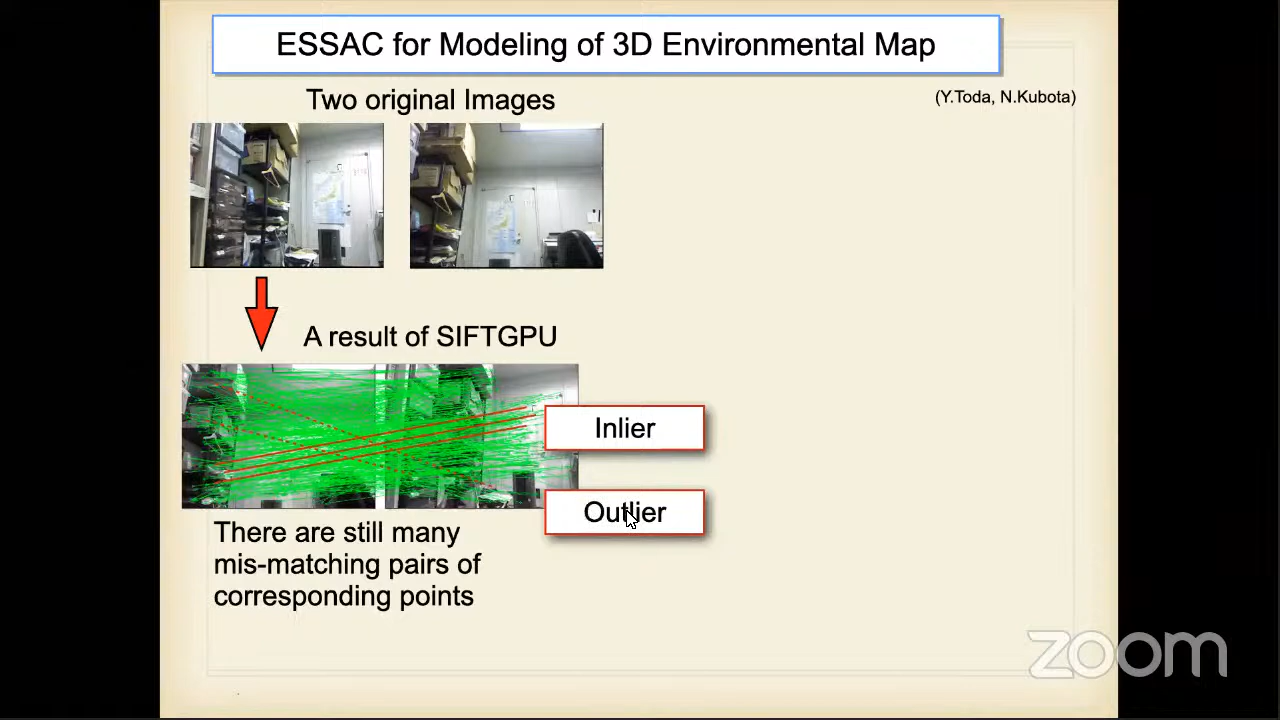 ESSAC for Modeling of 3D Environmental Map
Two original Images
(Y.Toda, N.Kubota)
A result of SIFTGPU
Inlier
Outlier
There are still many
mis-matching pairs of
corresponding points
zoom